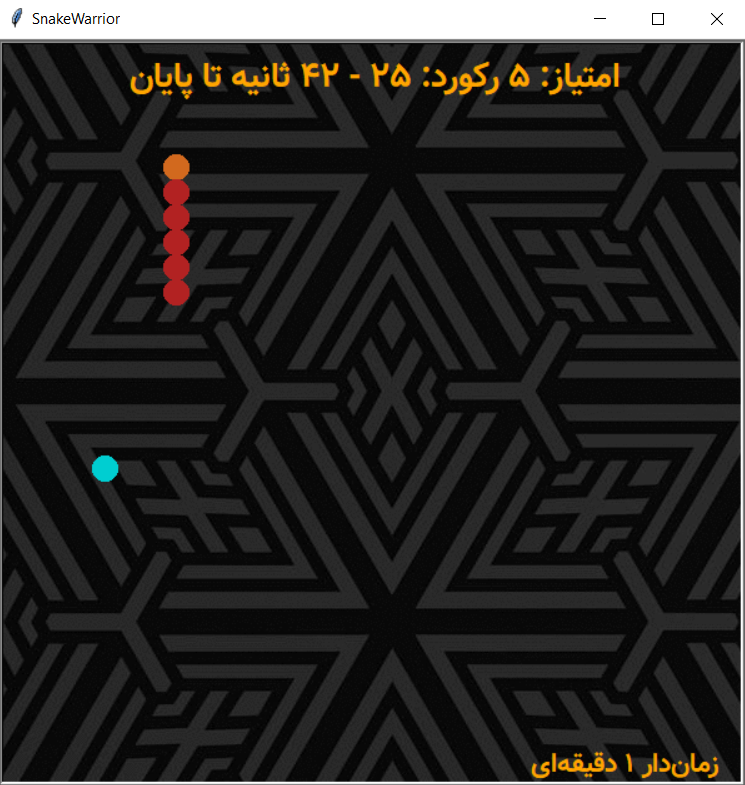 SnakeWarrior
امتیاز: ۵ رکورد: ۲۵ - ۴۲ ثانیه تا پایان
زمان‌دار ۱ دقیقه‌ای